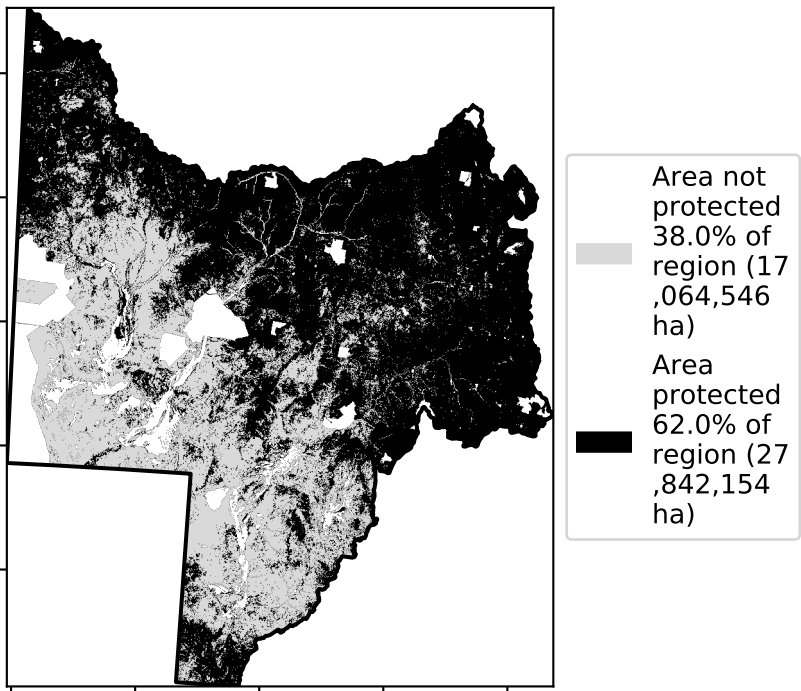 Area not
protected
38.0% of
region (17
,064,546
ha)
Area
protected
62.0% of
region (27
,842,154
ha)